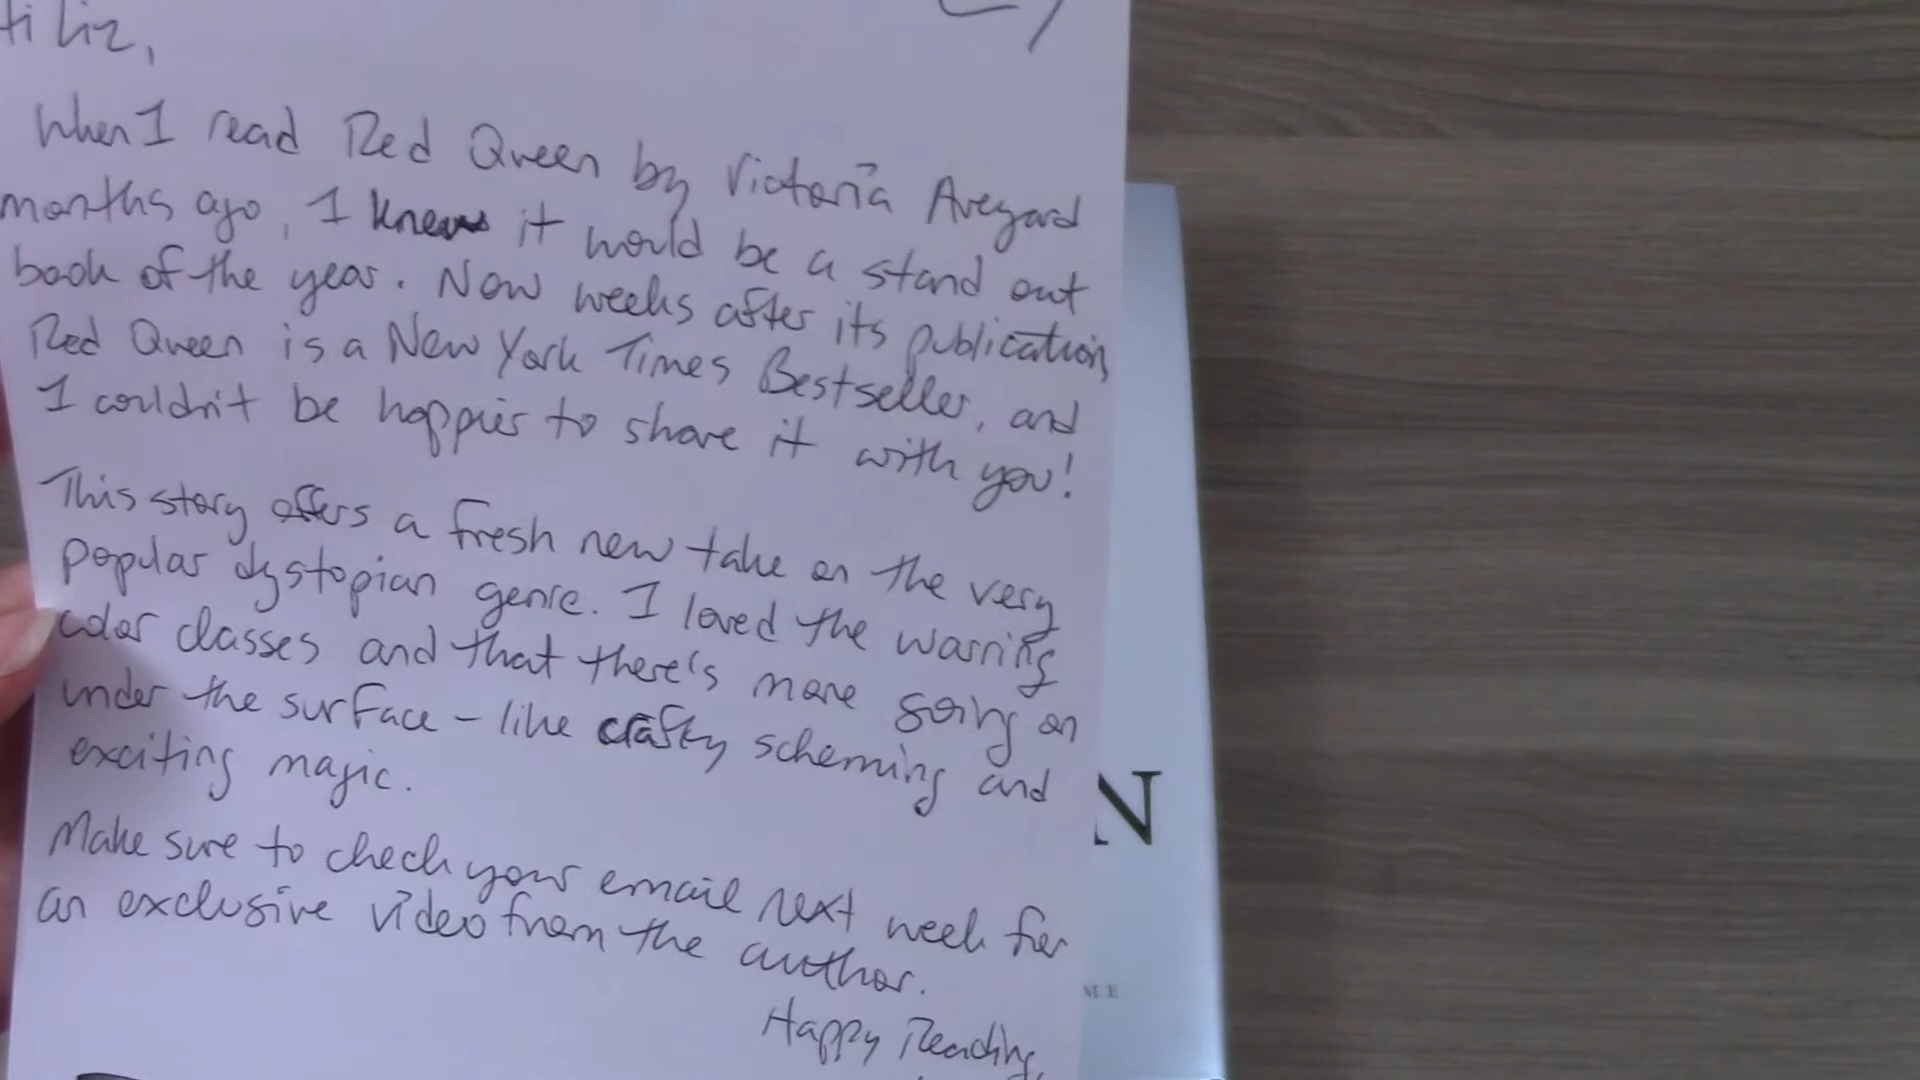 Hi Liz,
When I read Red Queen by Victoria Aveyard
months ago, I knew it would be a stand out
book of the year. Now weeks after its publication,
Red Queen is a New York Times Bestseller, and
I couldn't be happier to share it with you!
This story offers a fresh new take on the very
popular dystopian genre. I loved the warring
color classes and that there's more going on
under the surface - like crafty scheming and
exciting magic.
Make sure to check your email next week for
an exclusive video from the author.
Happy Reading,
N
ME